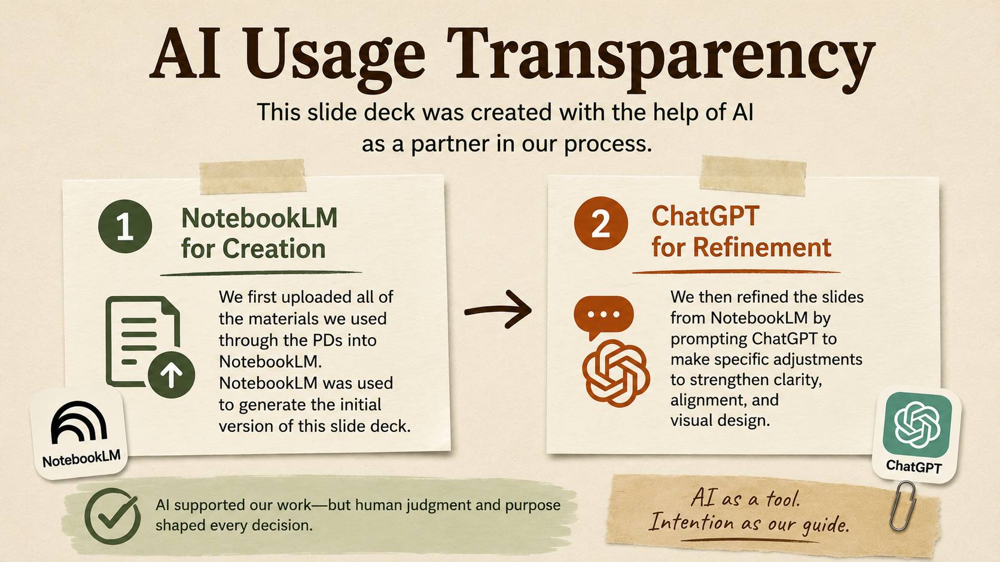 AI Usage Transparency
This slide deck was created with the help of AI
as a partner in our process.
1
NotebookLM
for Creation
We first uploaded all of
the materials we used
through the PDs into
NotebookLM.
NotebookLM was used
to generate the initial
version of this slide deck.
NotebookLM
2
ChatGPT
for Refinement
We then refined the slides
from NotebookLM by
prompting ChatGPT to
make specific adjustments
to strengthen clarity,
alignment, and
visual design.
ChatGPT
AI supported our work—but human judgment and purpose
shaped every decision.
AI as a tool.
Intention as our guide.